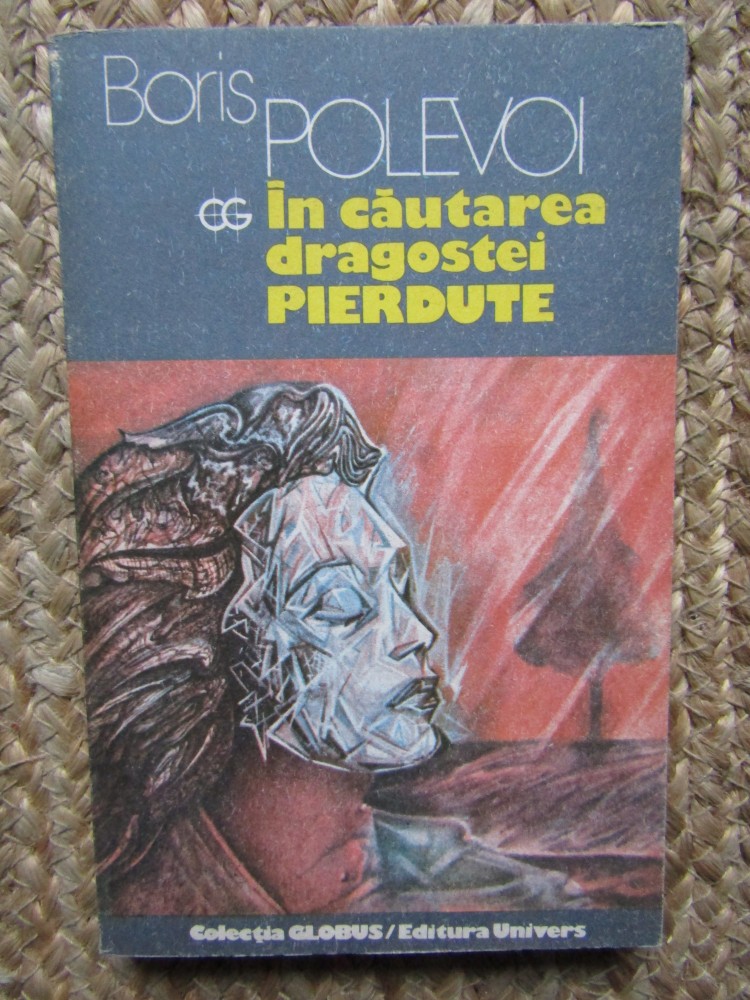 Boris
POLEVOI
CG În căutarea
dragostei
PIERDUTE
Colecția GLOBUS/Editura Univers